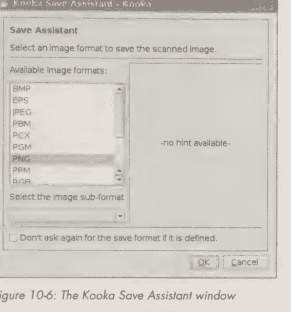 Kooka Save Assistant - Kooka
Save Assistant
Select an image format to save the scanned image.
Available image formats:
BMP
EPS
JPEG
PBM
PCX
PGM
PNG
PPM
RGB
-no hint available-
Select the image sub-format
Don't ask again for the save format if it is defined.
OK
Cancel
igure 10-6: The Kooka Save Assistant window